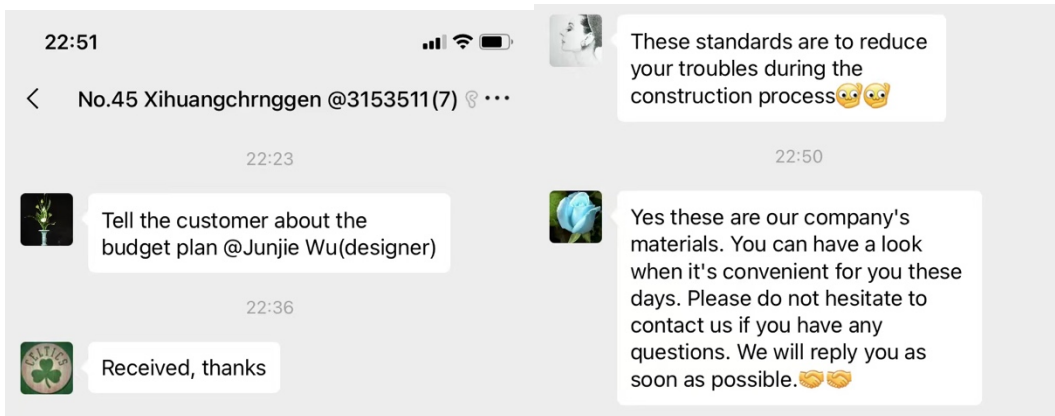 22:51
No.45 Xihuangchrnggen @3153511(7)
22:23
Tell the customer about the
budget plan @Junjie Wu(designer)
22:36
CELTICS
Received, thanks
These standards are to reduce
your troubles during the
construction process
22:50
Yes these are our company's
materials. You can have a look
when it's convenient for you these
days. Please do not hesitate to
contact us if you have any
questions. We will reply you as
soon as possible.